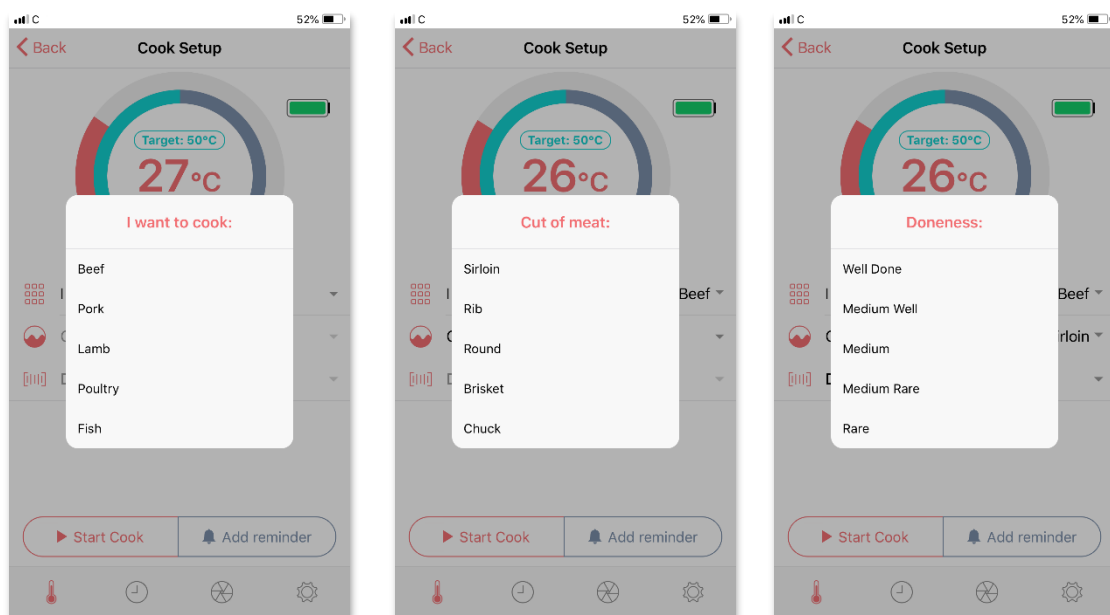 C 52%
Back Cook Setup
Target: 50°C
27°C
I want to cook:
Beef
I
Pork
Lamb
Poultry
D
Fish
Start Cook Add reminder
C 52%
Back Cook Setup
Target: 50°C
26°C
Cut of meat:
Sirloin
I Beef
Rib
Round
Brisket
Chuck
Start Cook Add reminder
C 52%
Back Cook Setup
Target: 50°C
26°C
Doneness:
Well Done
I Beef
Medium Well
irloin
Medium
Medium Rare
Rare
Start Cook Add reminder